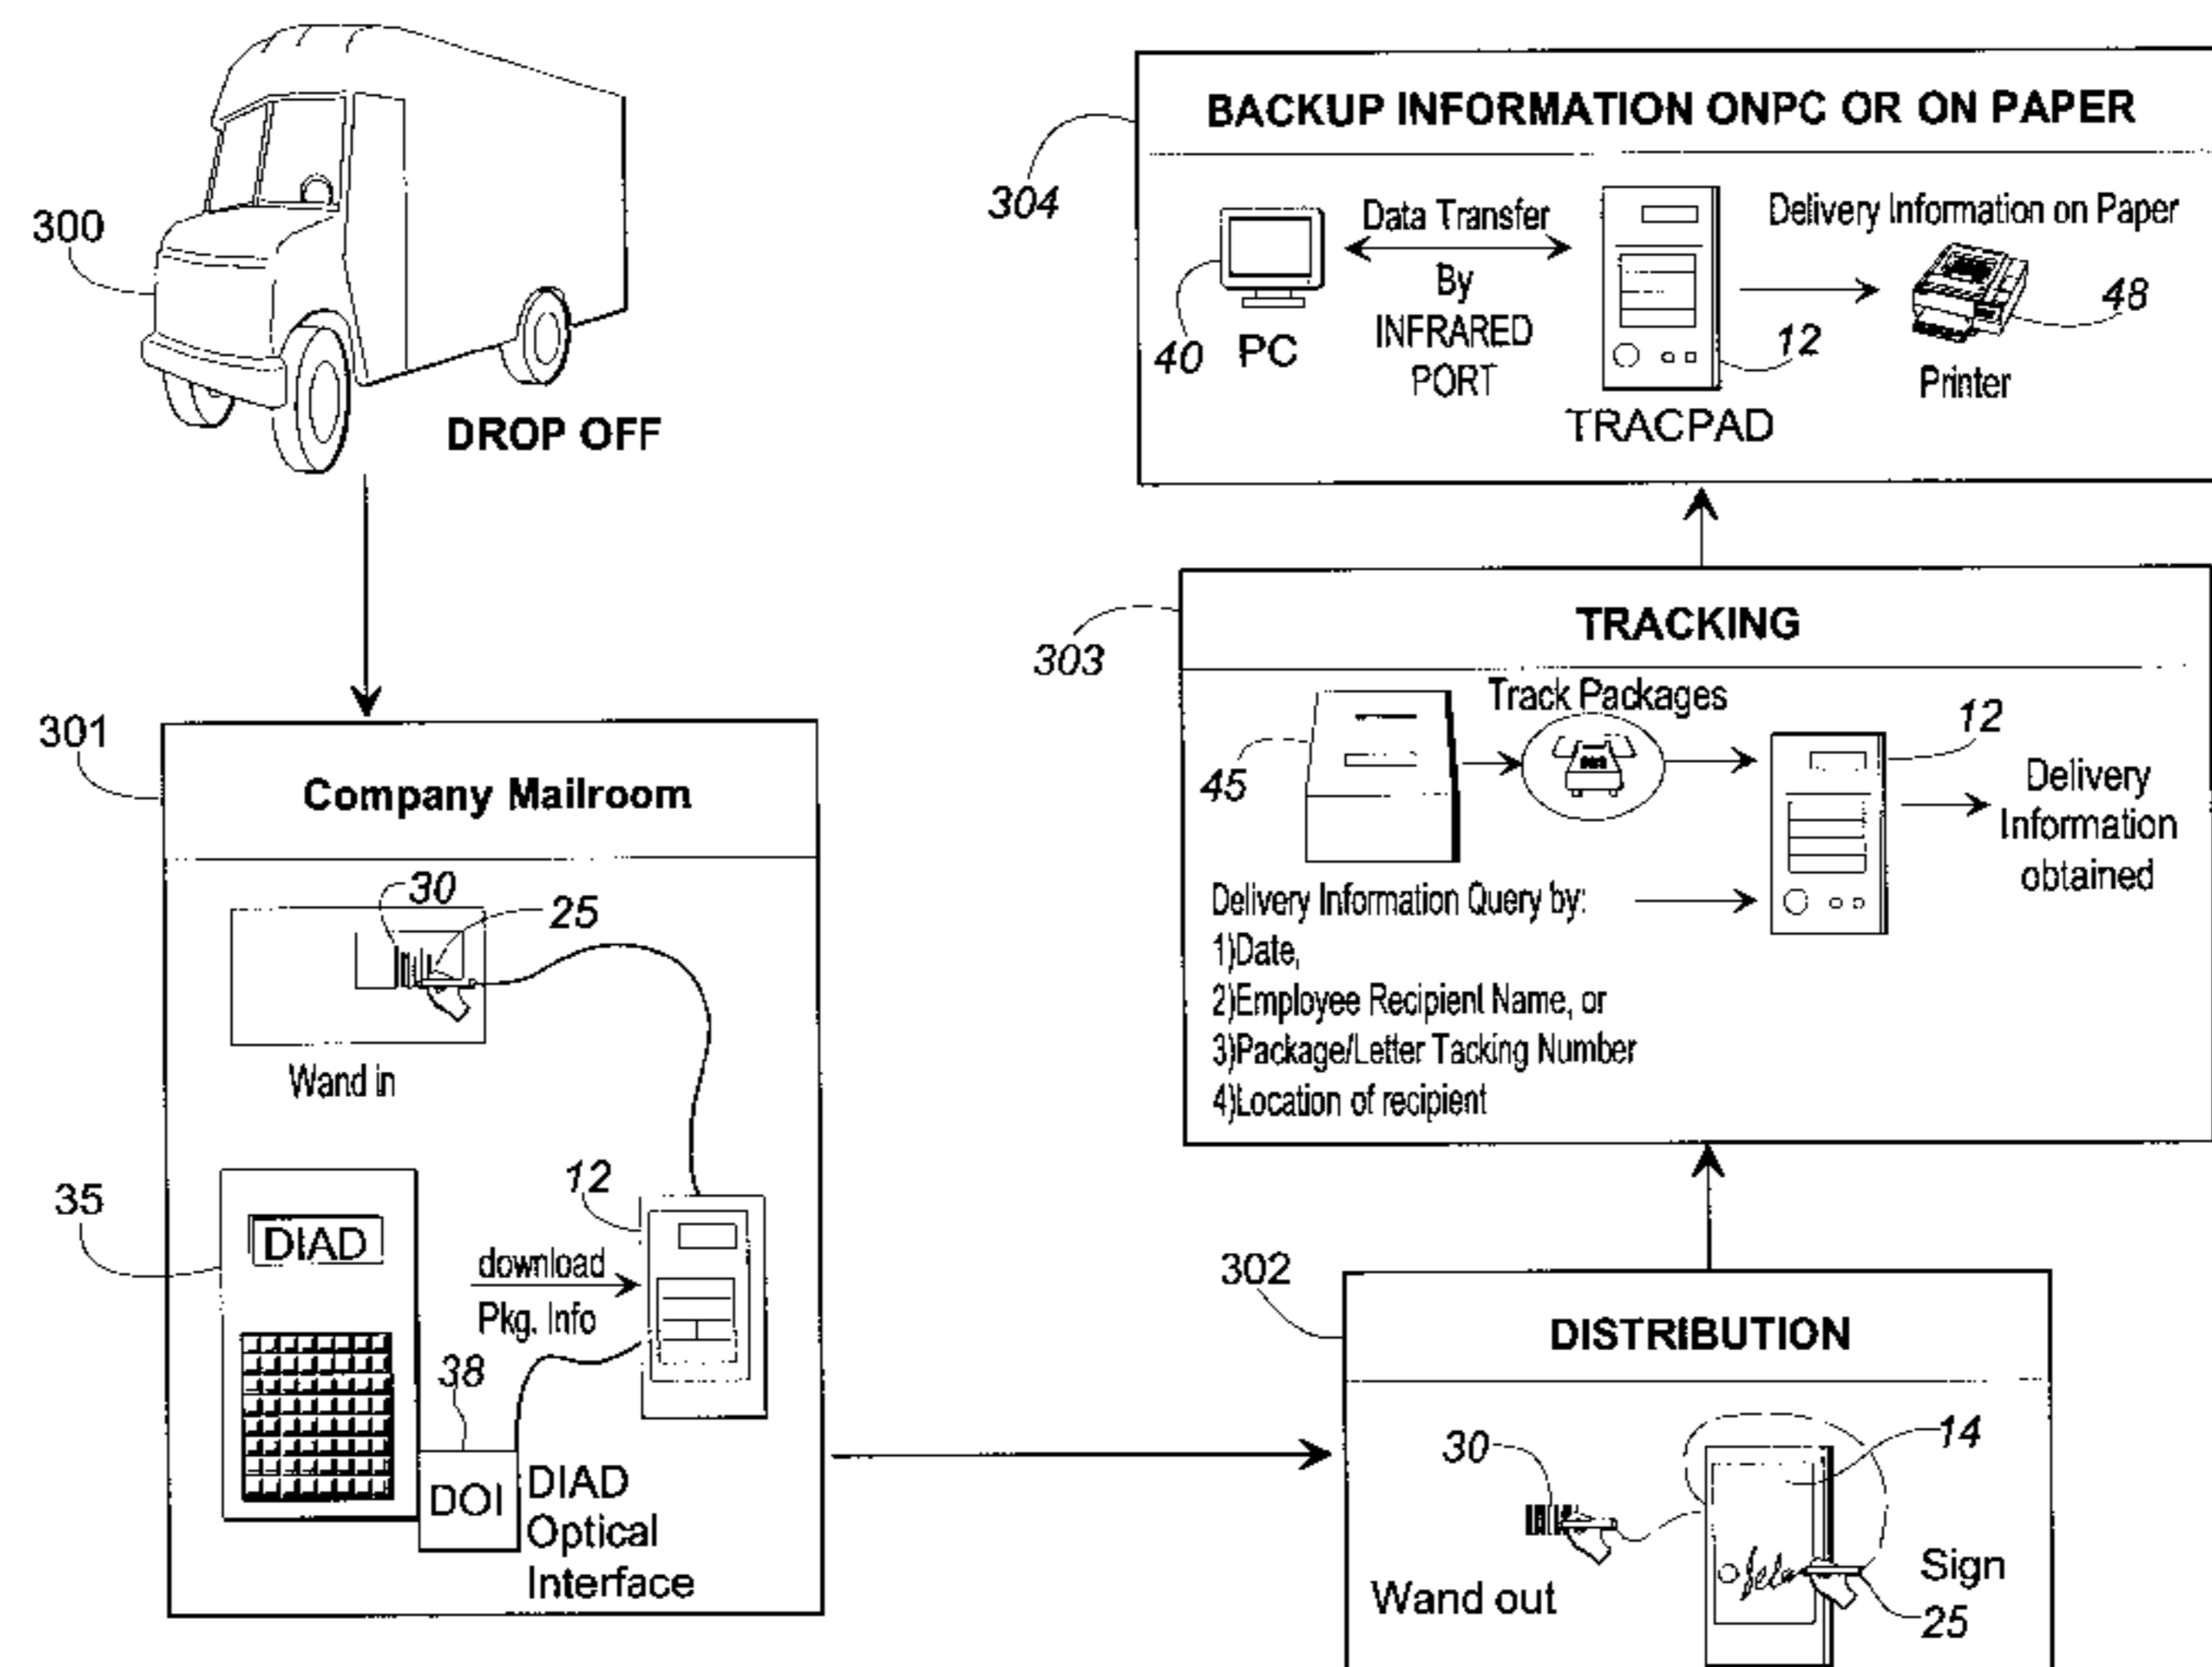 300
DROP OFF
301
Company Mailroom
30
25
Wand in
35
DIAD
12
download
Pkg. Info
38
DOI
DIAD
Optical
Interface
302
DISTRIBUTION
30
14
Wand out
Sign
25
303
TRACKING
Track Packages
45
12
Delivery
Information
obtained
Delivery Information Query by:
1)Date,
2)Employee Recipient Name, or
3)Package/Letter Tacking Number
4)Location of recipient
304
BACKUP INFORMATION ONPC OR ON PAPER
Data Transfer
By
INFRARED
PORT
40
PC
12
TRACPAD
Delivery Information on Paper
48
Printer